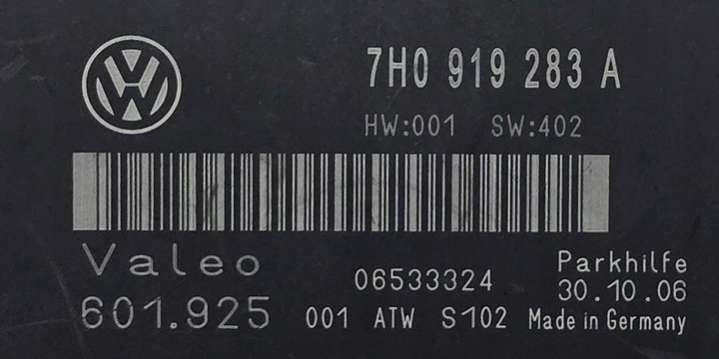 7H0 919 283 A
HW:001 SW:402
Valeo
06533324
Parkhilfe
601.925
30.10.06
001 ATW S102 Made in Germany